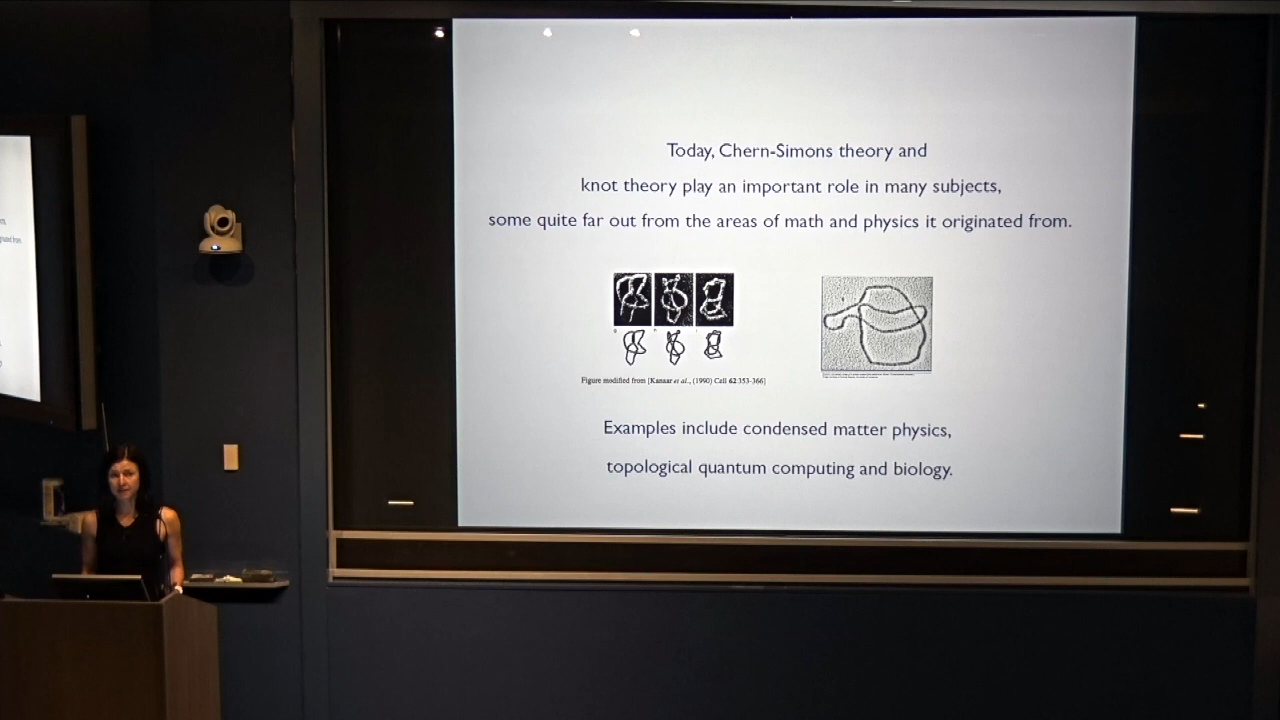 Today, Chern-Simons theory and
knot theory play an important role in many subjects,
some quite far out from the areas of math and physics it originated from.
Figure modified from [Kanaar et al., (1990) Cell 62:353-366]
Examples include condensed matter physics,
topological quantum computing and biology.